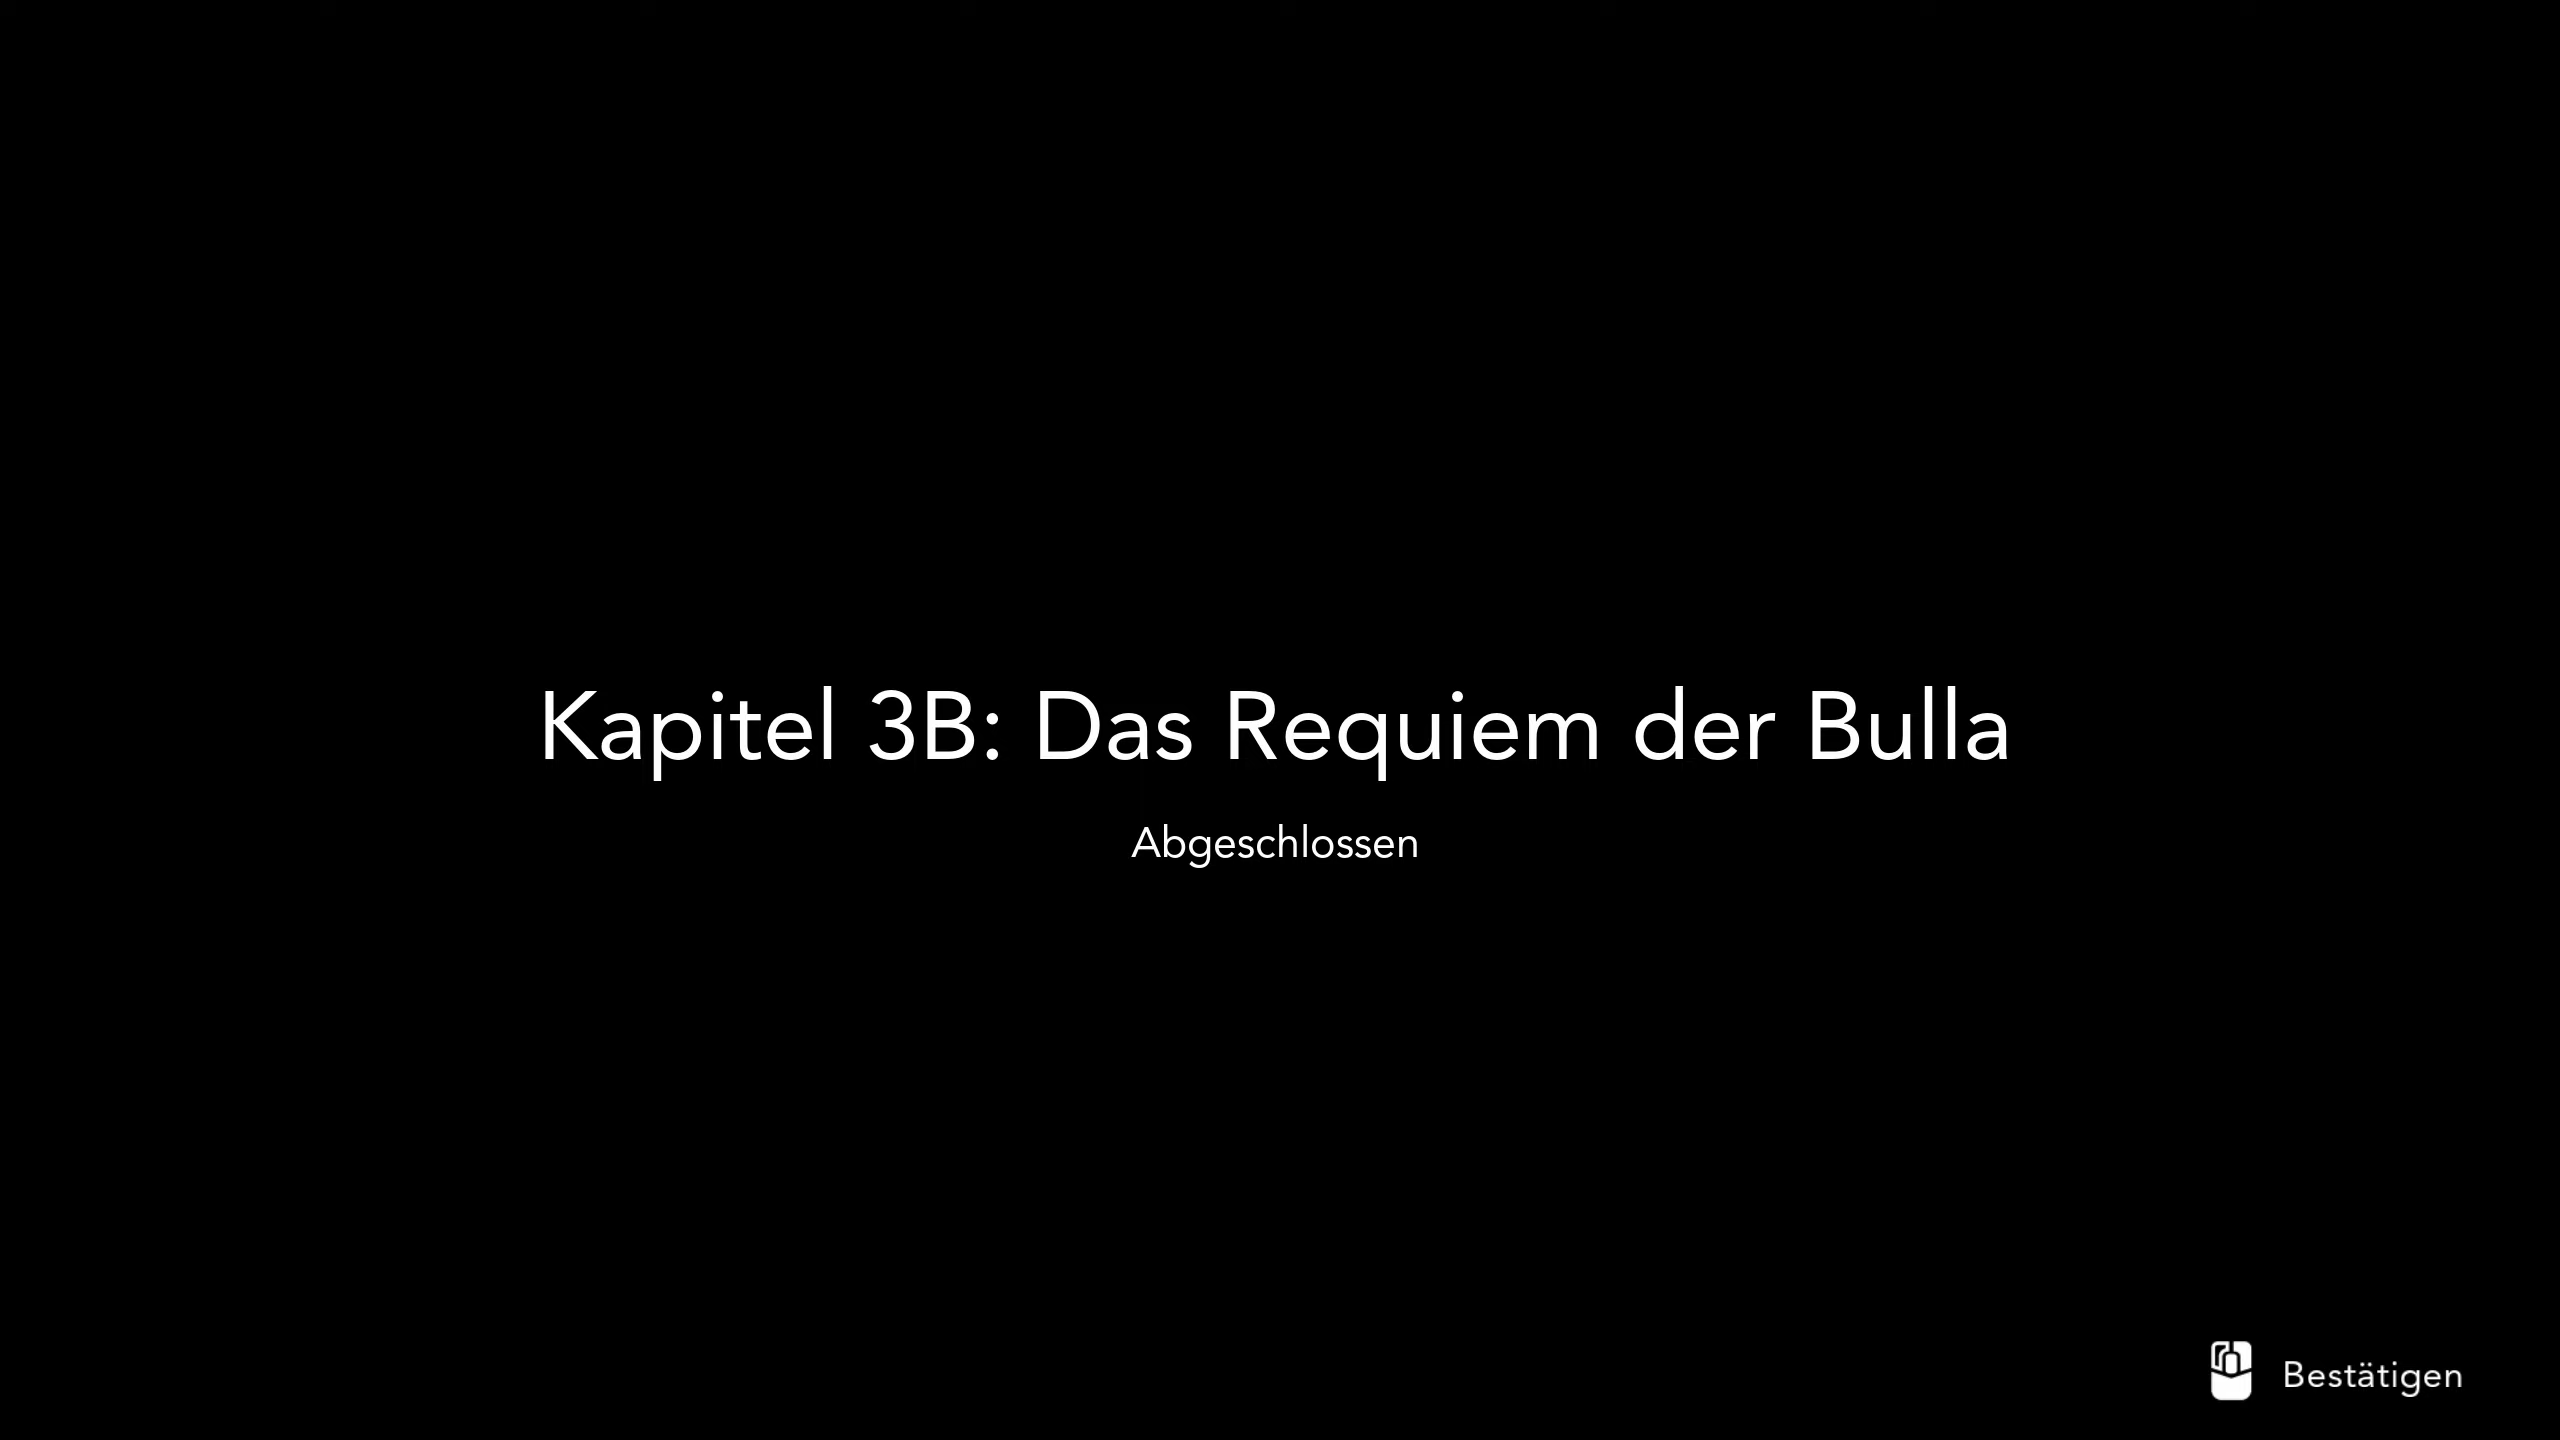 Kapitel 3B: Das Requiem der Bulla
Abgeschlossen
Bestätigen